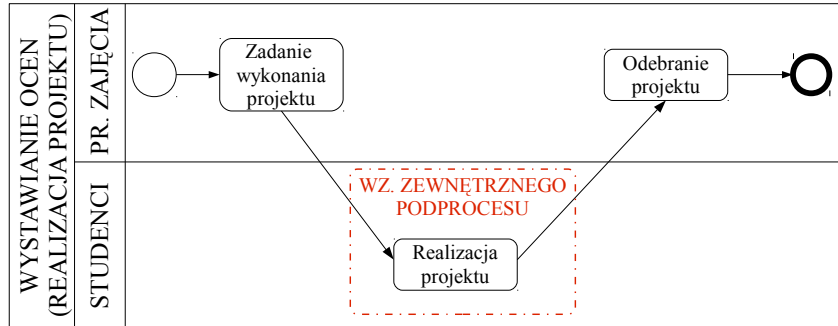 WYSTAWIANIE OCEN
(REALIZACJA PROJEKTU)
PR. ZAJĘCIA
STUDENCI
Zadanie
wykonania
projektu
Odebranie
projektu
WZ. ZEWNĘTRZNEGO
PODPROCESU
Realizacja
projektu